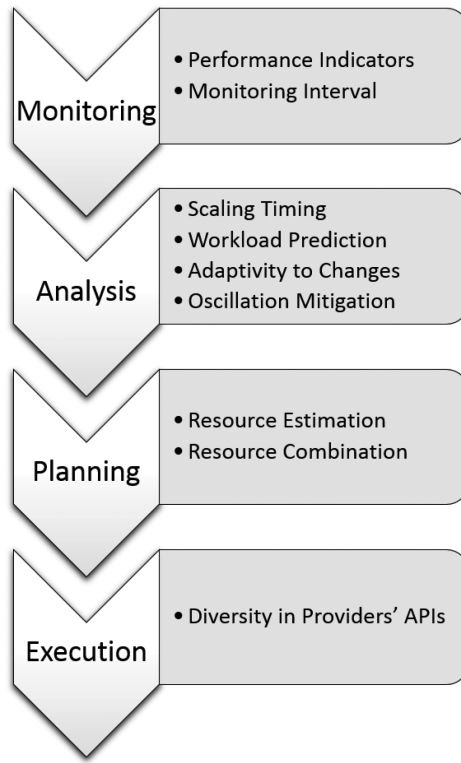 Monitoring
• Performance Indicators
• Monitoring Interval
Analysis
• Scaling Timing
• Workload Prediction
• Adaptivity to Changes
• Oscillation Mitigation
Planning
• Resource Estimation
• Resource Combination
Execution
• Diversity in Providers’ APIs